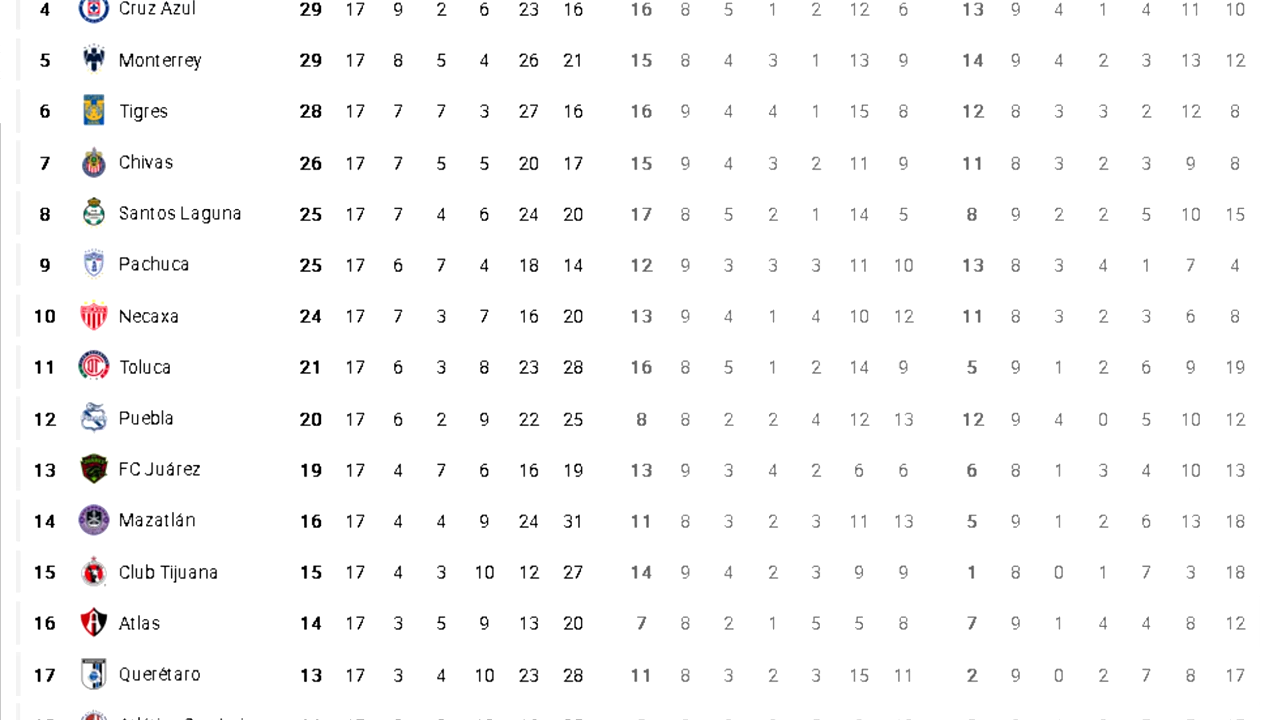 4 Cruz Azul 29 17 9 2 6 23 16 16 8 5 1 2 12 6 13 9 4 1 4 11 10
5 Monterrey 29 17 8 5 4 26 21 15 8 4 3 1 13 9 14 9 4 2 3 13 12
6 Tigres 28 17 7 7 3 27 16 16 9 4 4 1 15 8 12 8 3 3 2 12 8
7 Chivas 26 17 7 5 5 20 17 15 9 4 3 2 11 9 11 8 3 2 3 9 8
8 Santos Laguna 25 17 7 4 6 24 20 17 8 5 2 1 14 5 8 9 2 2 5 10 15
9 Pachuca 25 17 6 7 4 18 14 12 9 3 3 3 11 10 13 8 3 4 1 7 4
10 Necaxa 24 17 7 3 7 16 20 13 9 4 1 4 10 12 11 8 3 2 3 6 8
11 Toluca 21 17 6 3 8 23 28 16 8 5 1 2 14 9 5 9 1 2 6 9 19
12 Puebla 20 17 6 2 9 22 25 8 8 2 2 4 12 13 12 9 4 0 5 10 12
13 FC Juárez 19 17 4 7 6 16 19 13 9 3 4 2 6 6 6 8 1 3 4 10 13
14 Mazatlán 16 17 4 4 9 24 31 11 8 3 2 3 11 13 5 9 1 2 6 13 18
15 Club Tijuana 15 17 4 3 10 12 27 14 9 4 2 3 9 9 1 8 0 1 7 3 18
16 Atlas 14 17 3 5 9 13 20 7 8 2 1 5 5 8 7 9 1 4 4 8 12
17 Querétaro 13 17 3 4 10 23 28 11 8 3 2 3 15 11 2 9 0 2 7 8 17